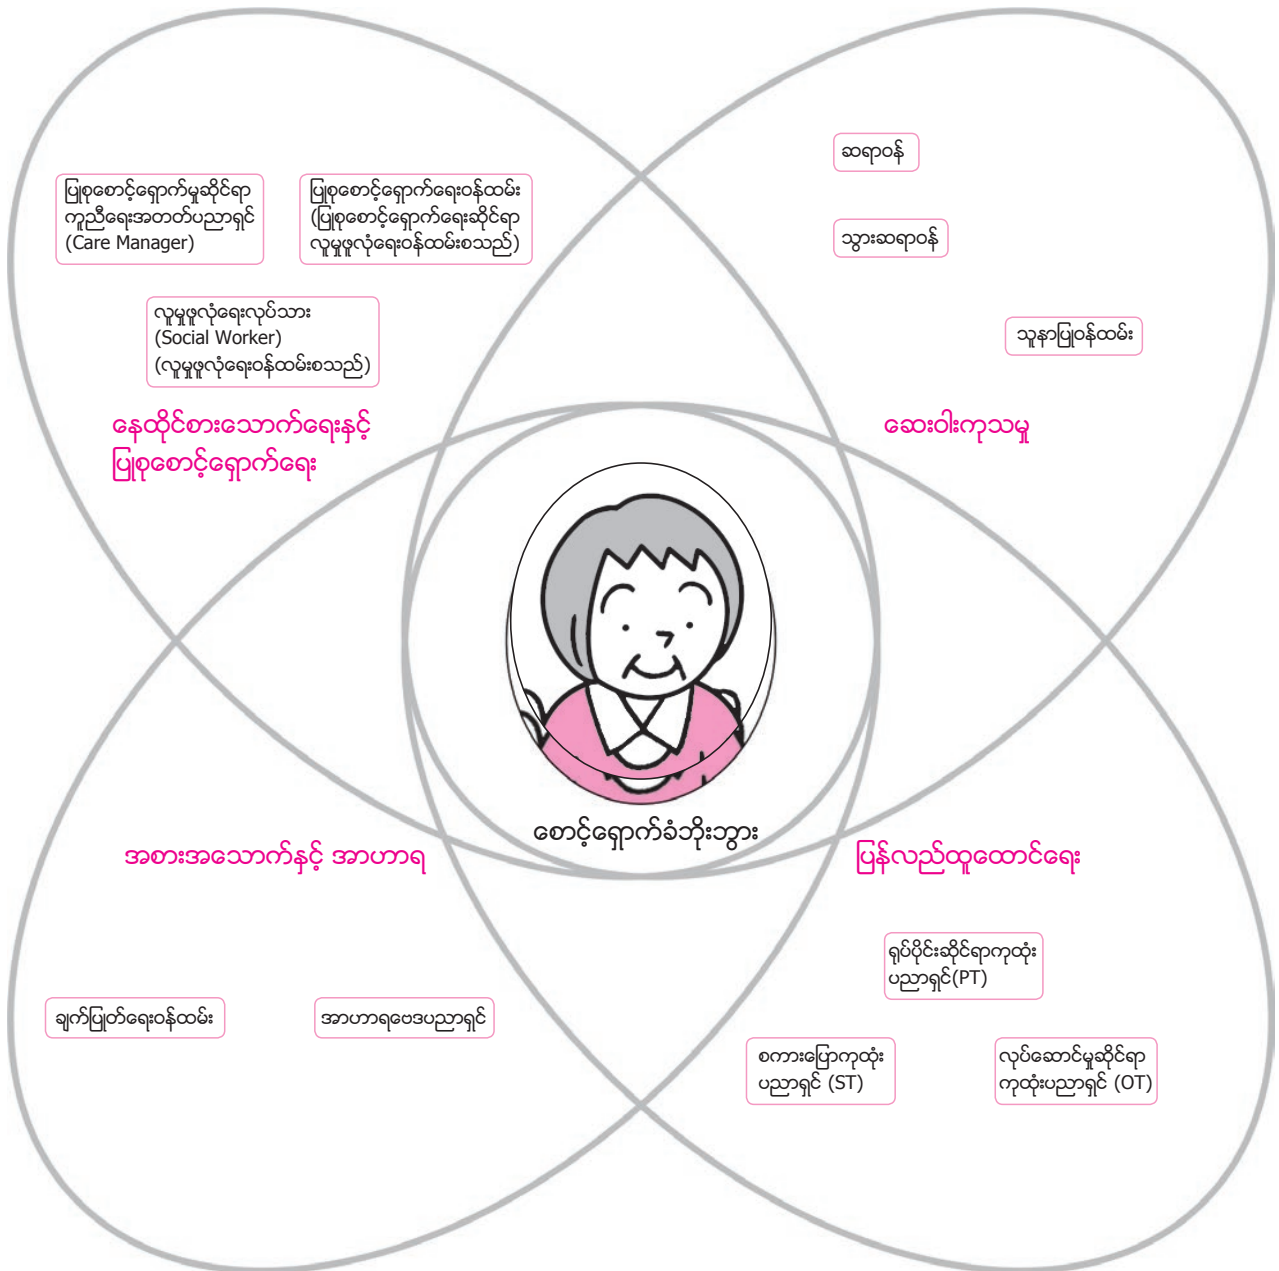 ပြုစုစောင့်ရှောက်မှုဆိုင်ရာ
ကူညီရေးအတတ်ပညာရှင်
(Care Manager)
ပြုစုစောင့်ရှောက်ရေးဝန်ထမ်း
(ပြုစုစောင့်ရှောက်ရေးဆိုင်ရာ
လူမှုဖူလုံရေးဝန်ထမ်းစသည်)
လူမှုဖူလုံရေးလုပ်သား
(Social Worker)
(လူမှုဖူလုံရေးဝန်ထမ်းစသည်)
နေထိုင်စားသောက်ရေးနှင့်
ပြုစုစောင့်ရှောက်ရေး
ဆရာဝန်
သွားဆရာဝန်
သူနာပြုဝန်ထမ်း
ဆေးဝါးကုသမှု
စောင့်ရှောက်ခံဘိုးဘွား
အစားအသောက်နှင့် အာဟာရ
ချက်ပြုတ်ရေးဝန်ထမ်း
အာဟာရဗေဒပညာရှင်
ပြန်လည်ထူထောင်ရေး
ရုပ်ပိုင်းဆိုင်ရာကုထုံး
ပညာရှင်(PT)
စကားပြောကုထုံး
ပညာရှင် (ST)
လုပ်ဆောင်မှုဆိုင်ရာ
ကုထုံးပညာရှင် (OT)